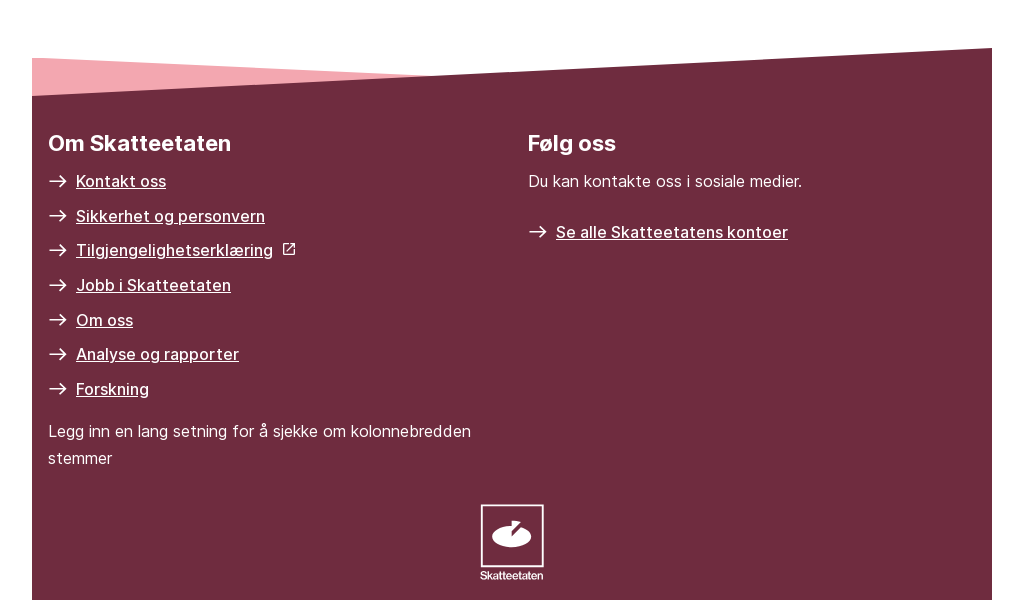 Om Skatteetaten
Kontakt oss
Sikkerhet og personvern
Tilgjengelighetserklæring
Jobb i Skatteetaten
Om oss
Analyse og rapporter
Forskning
Legg inn en lang setning for å sjekke om kolonnebredden
stemmer
Følg oss
Du kan kontakte oss i sosiale medier.
Se alle Skatteetatens kontoer
Skatteetaten